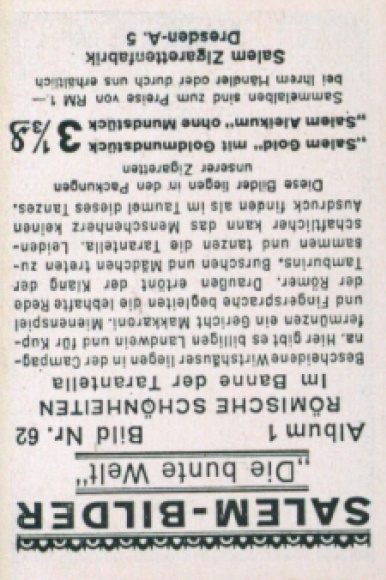 SALEM-BILDER
„Die bunte Welt"
Album 1 Bild Nr. 62
RÖMISCHE SCHÖNHEITEN
Im Banne der Tarantella
Bescheidene Wirtshäuser liegen in der Campag-
na. Hier gibt es billigen Landwein und für Kup-
fermünzen ein Gericht Makkaroni. Mienenspiel
und Fingersprache begleiten die lebhafte Rede
der Römer. Draußen ertönt der Klang der
Tamburins. Burschen und Mädchen treten zu-
sammen und tanzen die Tarantella. Leiden-
schaftlicher kann das Menschenherz keinen
Ausdruck finden als im Taumel dieses Tanzes.
Diese Bilder liegen in den Packungen
unserer Zigaretten
„Salem Gold" mit Goldmundstück
„Salem Aleikum" ohne Mundstück 3⅓ ₰
Sammelalben sind zum Preise von RM 1.—
bei Ihrem Händler oder durch uns erhältlich
Salem Zigarettenfabrik
Dresden-A. 5